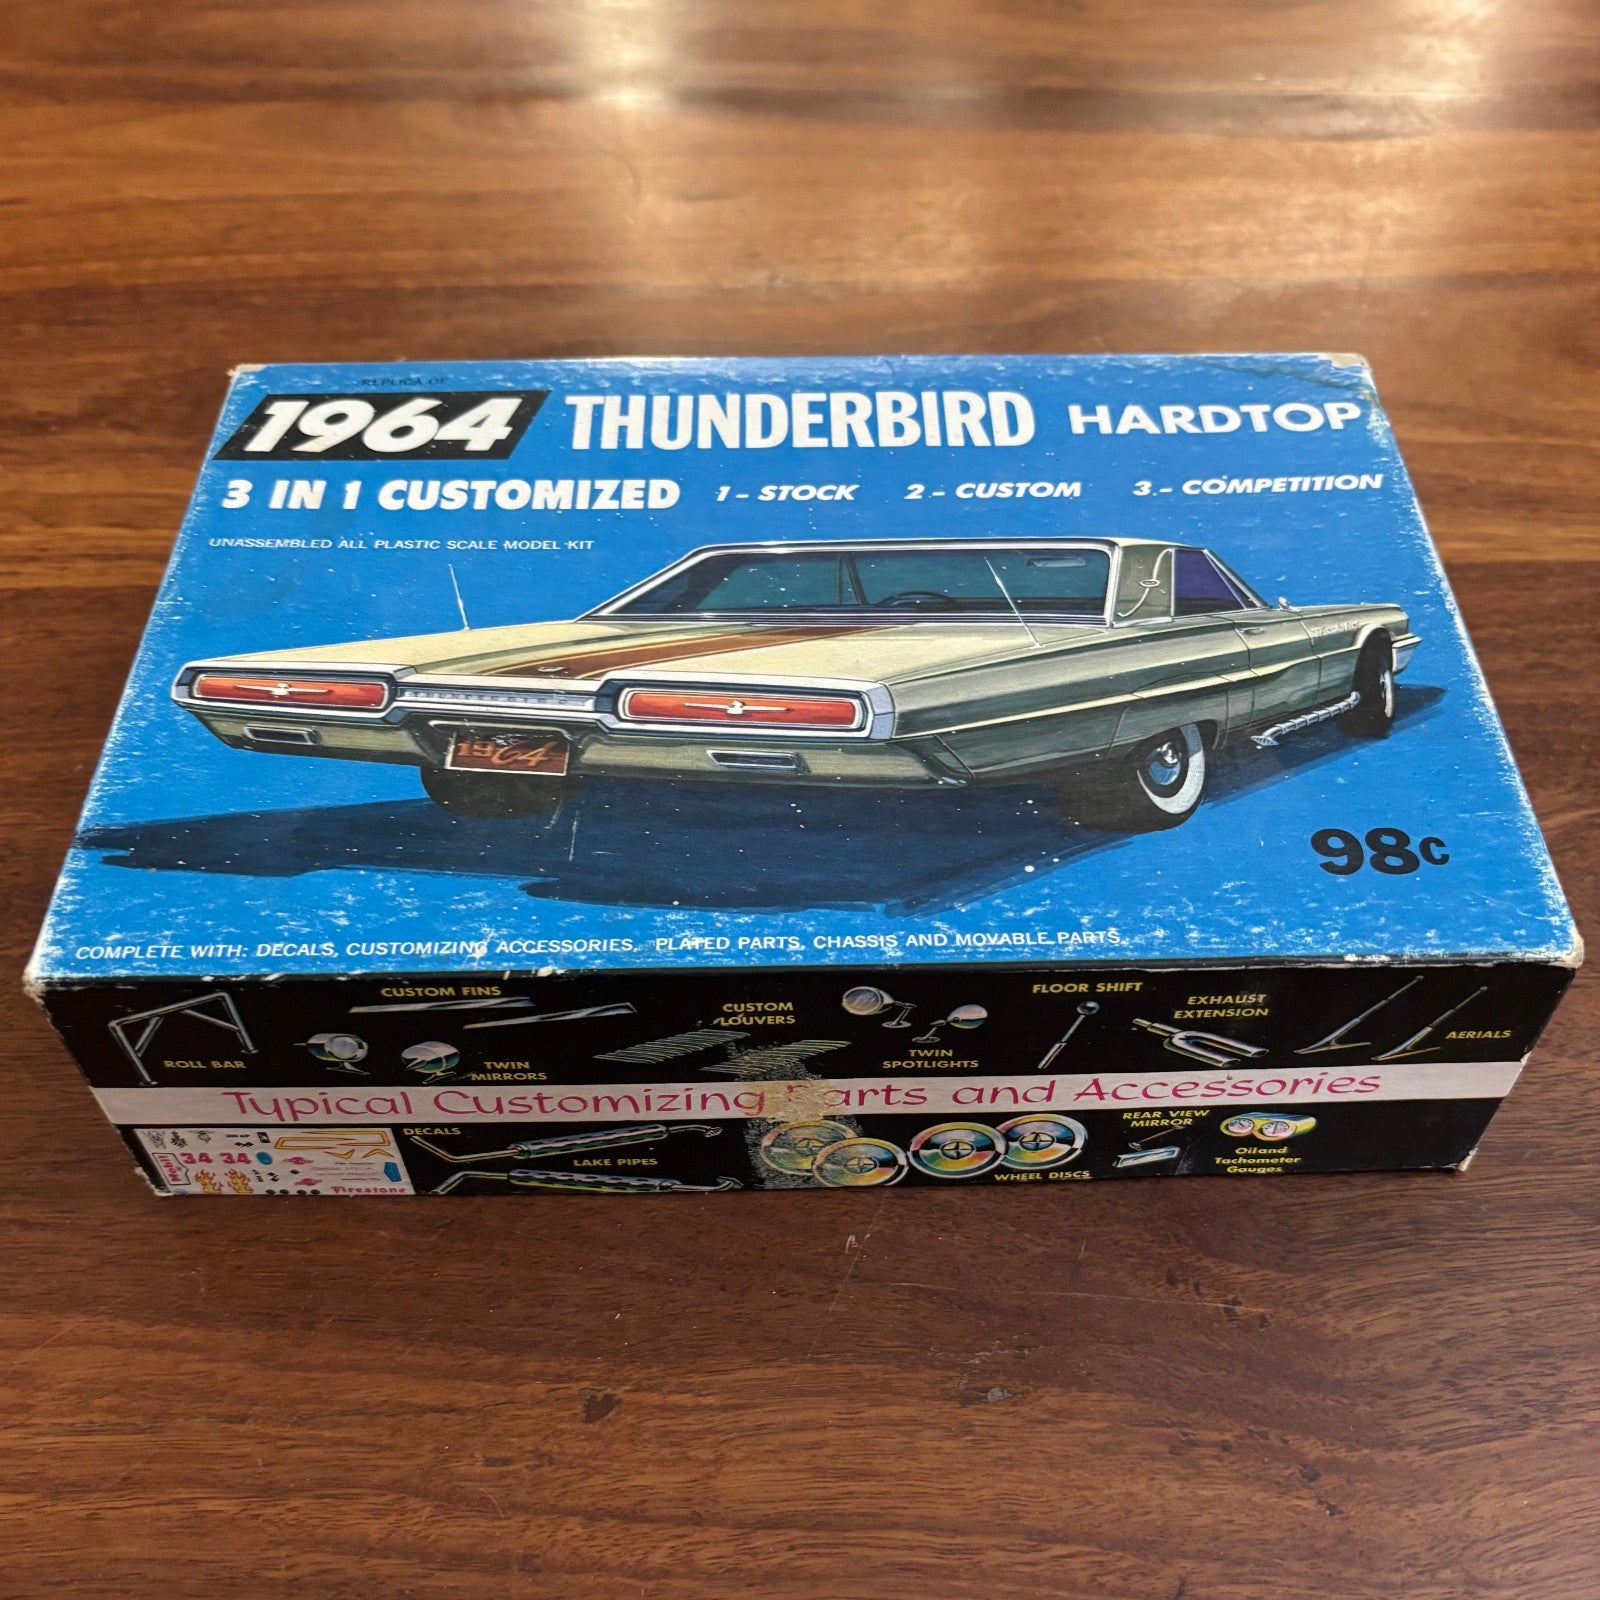 REPLICA OF
1964 THUNDERBIRD HARDTOP
3 IN 1 CUSTOMIZED 1 - STOCK 2 - CUSTOM 3 - COMPETITION
UNASSEMBLED ALL PLASTIC SCALE MODEL KIT
1964
98c
COMPLETE WITH: DECALS, CUSTOMIZING ACCESSORIES, PLATED PARTS, CHASSIS AND MOVABLE PARTS
CUSTOM FINS
ROLL BAR
TWIN
MIRRORS
CUSTOM
LOUVERS
TWIN
SPOTLIGHTS
FLOOR SHIFT
EXHAUST
EXTENSION
AERIALS
Typical Customizing arts and Accessories
DECALS
34 34
Firestone
LAKE PIPES
WHEEL DISCS
REAR VIEW
MIRROR
Oil and
Tachometer
Gauges